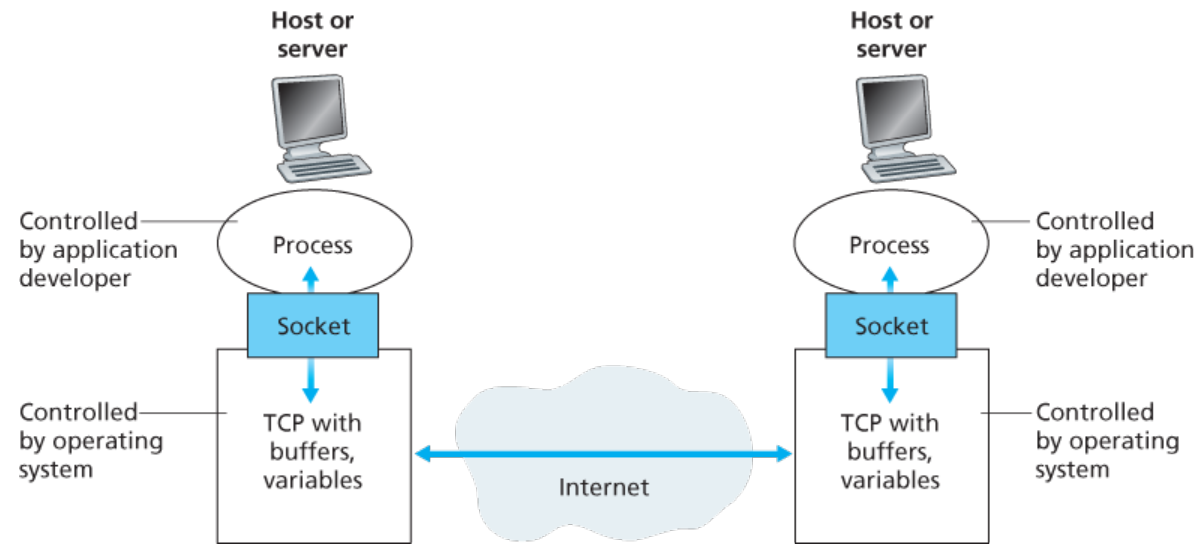 Host or
server
Host or
server
Controlled
by application
developer
Process
Process
Controlled
by application
developer
Socket
Socket
Controlled
by operating
system
TCP with
buffers,
variables
Internet
TCP with
buffers,
variables
Controlled
by operating
system